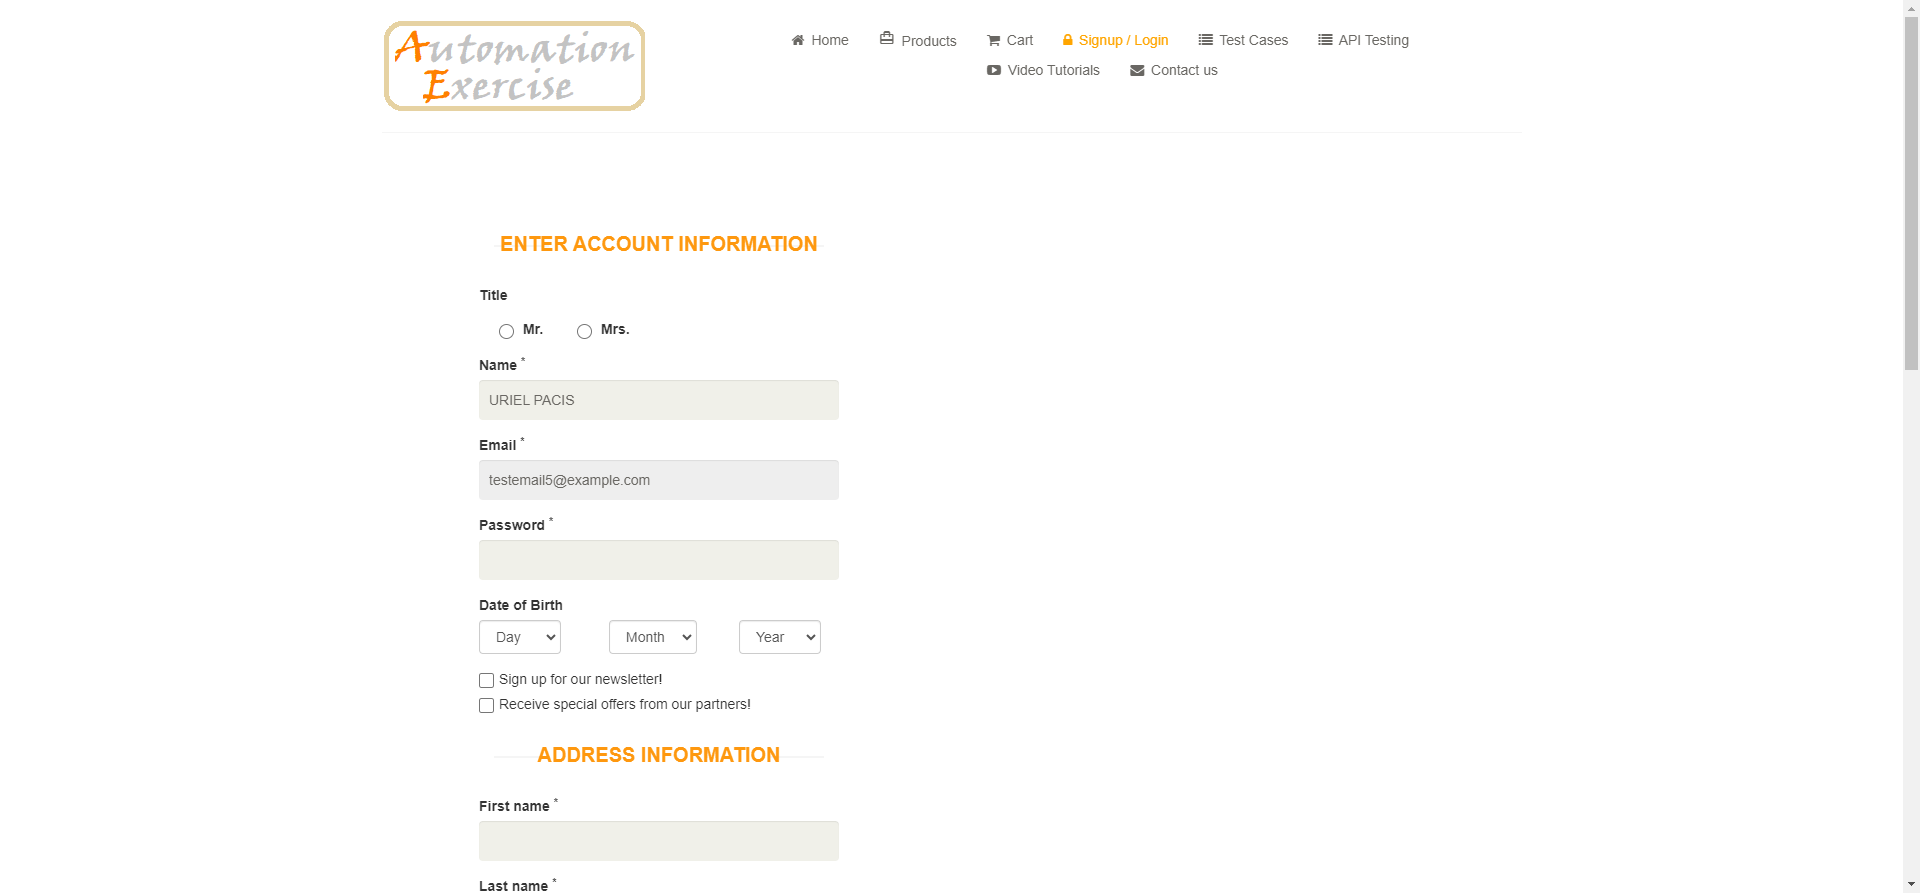 Automation
Exercise
Home Products Cart Signup / Login Test Cases API Testing
Video Tutorials Contact us
ENTER ACCOUNT INFORMATION
Title
Mr. Mrs.
Name *
URIEL PACIS
Email *
testemail5@example.com
Password *
Date of Birth
Day Month Year
Sign up for our newsletter!
Receive special offers from our partners!
ADDRESS INFORMATION
First name *
Last name *